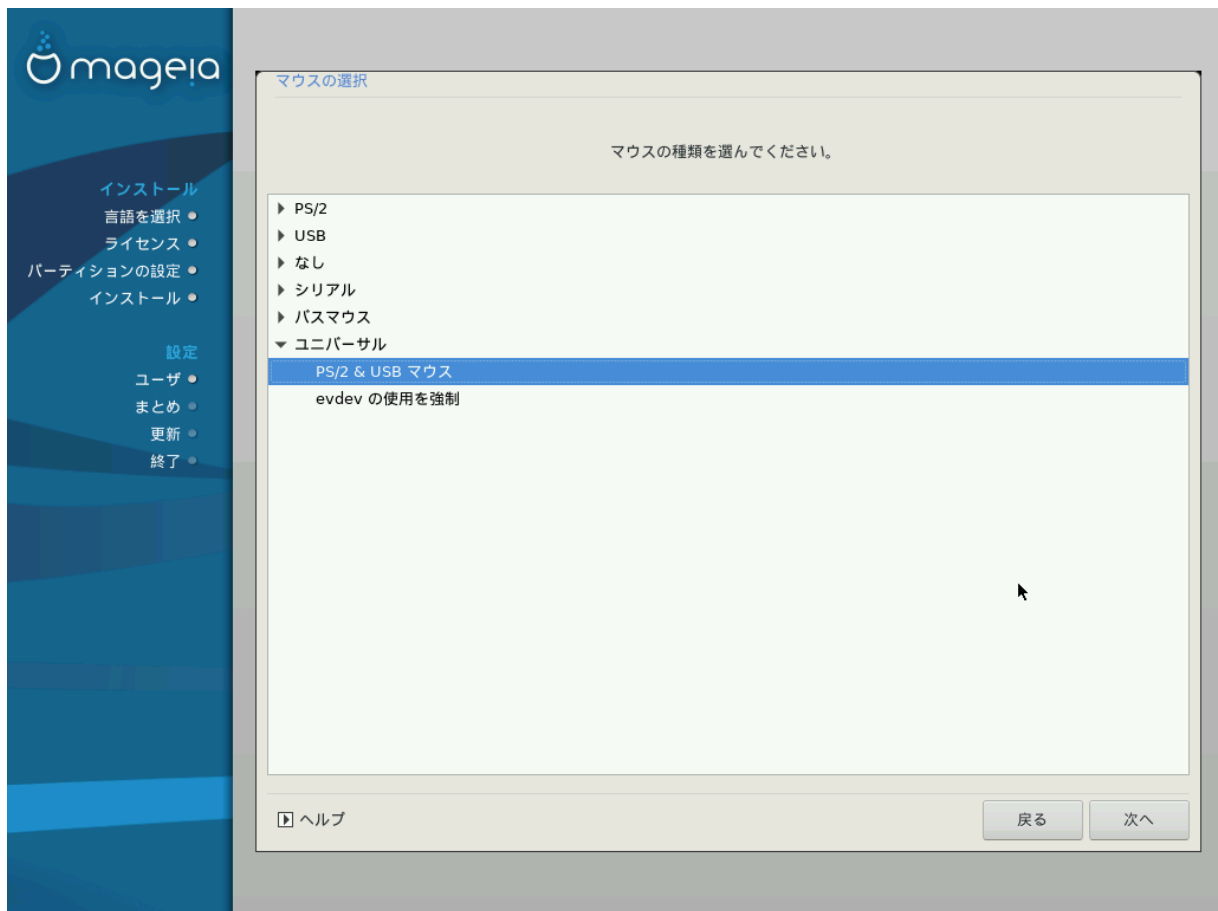 mageia
インストール
言語を選択
ライセンス
パーティションの設定
インストール
設定
ユーザ
まとめ
更新
終了
マウスの選択
マウスの種類を選んでください。
PS/2
USB
なし
シリアル
バスマウス
ユニバーサル
PS/2 & USB マウス
evdev の使用を強制
ヘルプ
戻る
次へ